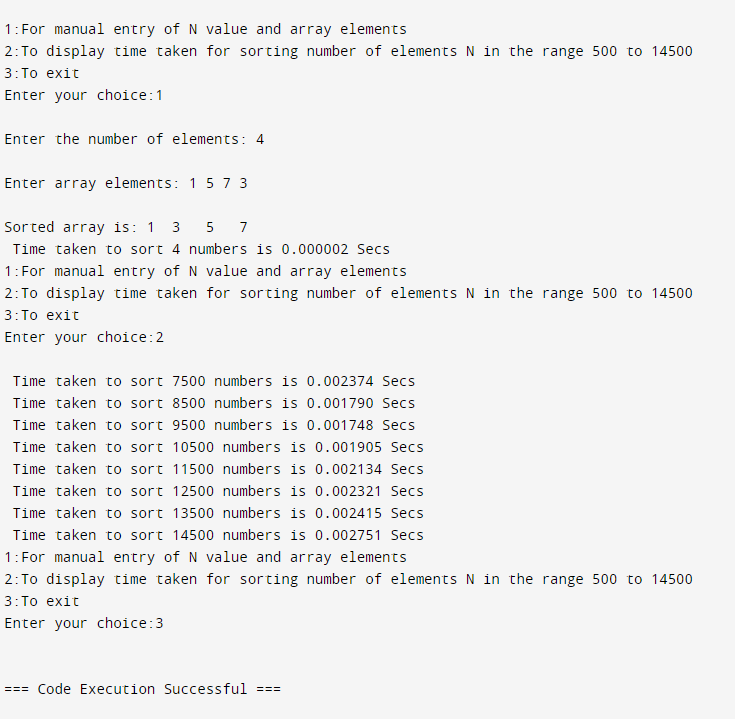 1:For manual entry of N value and array elements
2:To display time taken for sorting number of elements N in the range 500 to 14500
3:To exit
Enter your choice:1
Enter the number of elements: 4
Enter array elements: 1 5 7 3
Sorted array is: 1  3   5   7
 Time taken to sort 4 numbers is 0.000002 Secs
1:For manual entry of N value and array elements
2:To display time taken for sorting number of elements N in the range 500 to 14500
3:To exit
Enter your choice:2
 Time taken to sort 7500 numbers is 0.002374 Secs
 Time taken to sort 8500 numbers is 0.001790 Secs
 Time taken to sort 9500 numbers is 0.001748 Secs
 Time taken to sort 10500 numbers is 0.001905 Secs
 Time taken to sort 11500 numbers is 0.002134 Secs
 Time taken to sort 12500 numbers is 0.002321 Secs
 Time taken to sort 13500 numbers is 0.002415 Secs
 Time taken to sort 14500 numbers is 0.002751 Secs
1:For manual entry of N value and array elements
2:To display time taken for sorting number of elements N in the range 500 to 14500
3:To exit
Enter your choice:3
=== Code Execution Successful ===